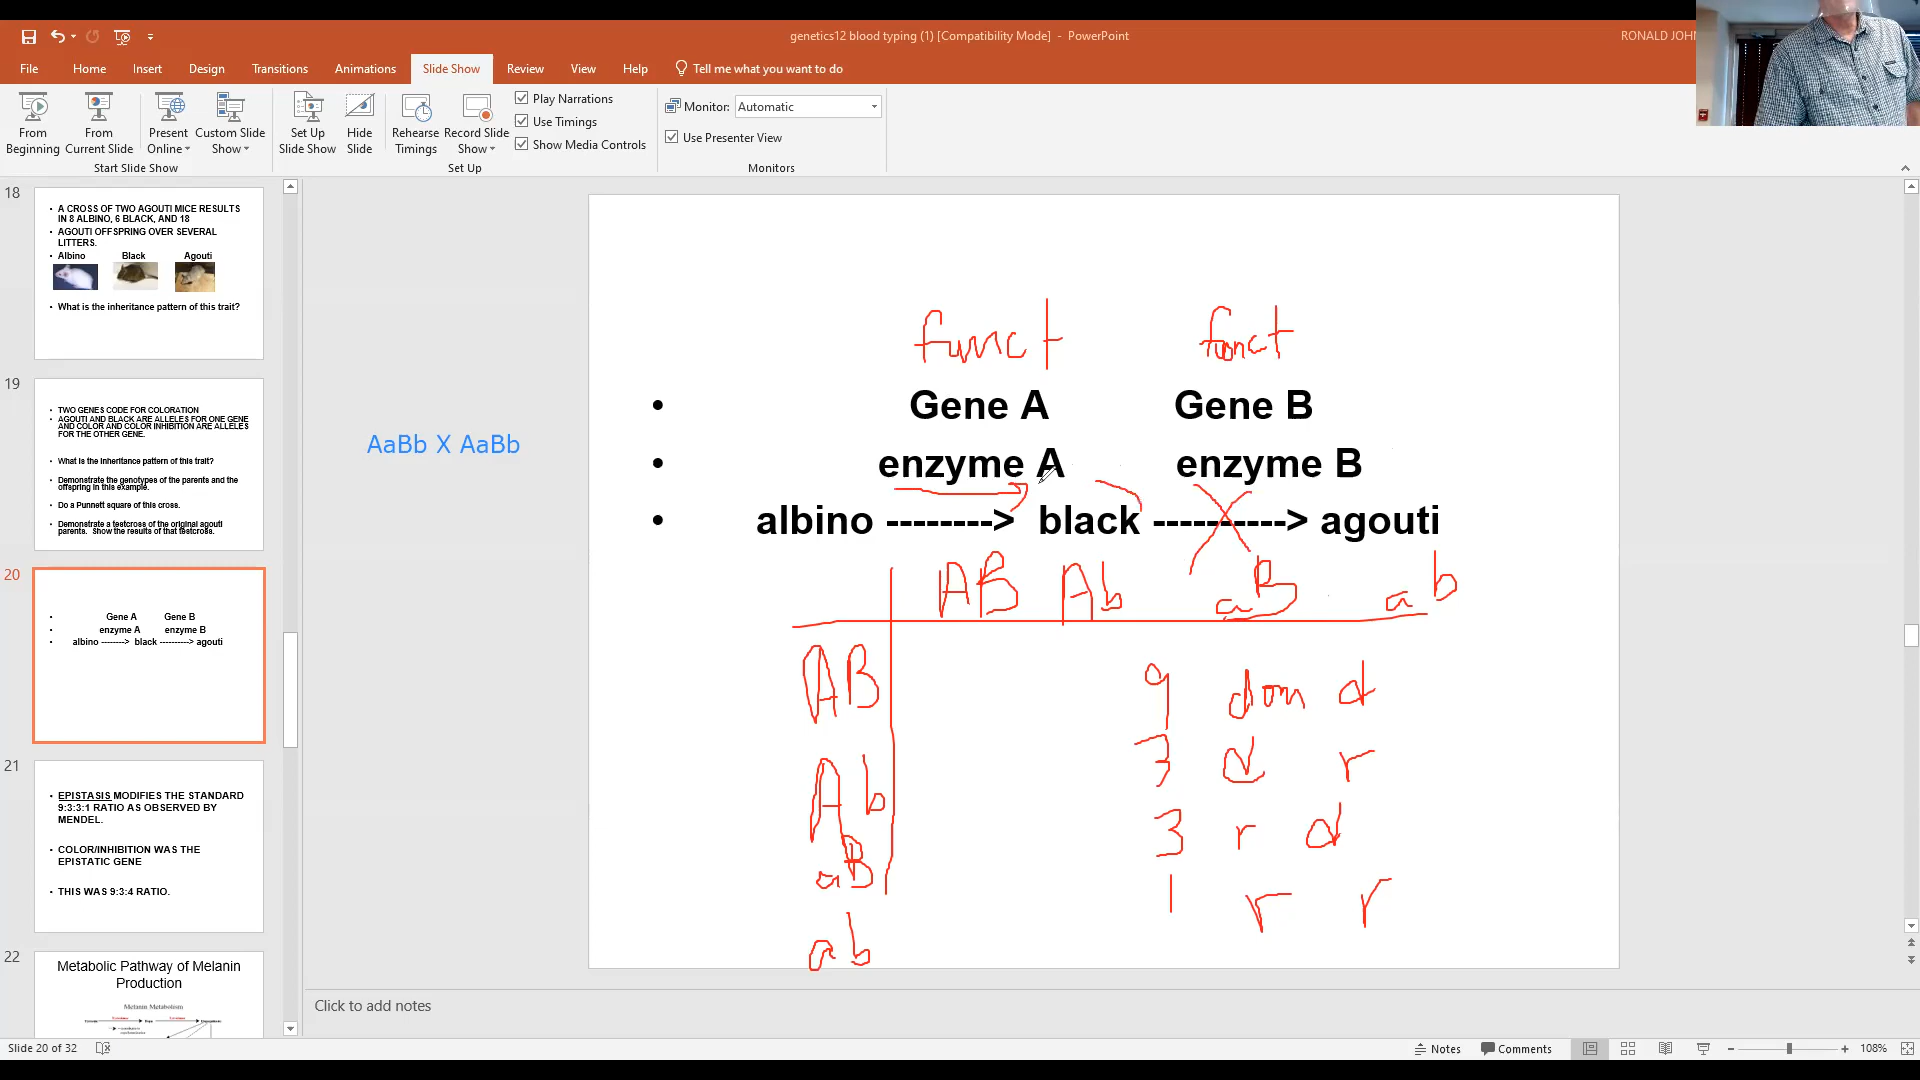 genetics12 blood typing (1) [Compatibility Mode] - PowerPoint
RONALD JOHN
File Home Insert Design Transitions Animations Slide Show Review View Help Tell me what you want to do
From Beginning
From Current Slide
Present Online
Custom Slide Show
Start Slide Show
Set Up Slide Show
Hide Slide
Rehearse Timings
Record Slide Show
Play Narrations
Use Timings
Show Media Controls
Set Up
Monitor: Automatic
Use Presenter View
Monitors
18
• A CROSS OF TWO AGOUTI MICE RESULTS
IN 8 ALBINO, 6 BLACK, AND 18
• AGOUTI OFFSPRING OVER SEVERAL
LITTERS.
• Albino Black Agouti
• What is the inheritance pattern of this trait?
19
• TWO GENES CODE FOR COLORATION
• AGOUTI AND BLACK ARE ALLELES FOR ONE GENE
AND COLOR AND COLOR INHIBITION ARE ALLELES
FOR THE OTHER GENE.
• What is the inheritance pattern of this trait?
• Demonstrate the genotypes of the parents and the
offspring in this example.
• Do a Punnett square of this cross.
• Demonstrate a testcross of the original agouti
parents. Show the results of that testcross.
20
• Gene A Gene B
• enzyme A enzyme B
• albino --------> black ----------> agouti
21
• EPISTASIS MODIFIES THE STANDARD
9:3:3:1 RATIO AS OBSERVED BY
MENDEL.
• COLOR/INHIBITION WAS THE
EPISTATIC GENE
• THIS WAS 9:3:4 RATIO.
22
Metabolic Pathway of Melanin
Production
Melanin Metabolism
AaBb X AaBb
funct funct
• Gene A Gene B
• enzyme A enzyme B
• albino --------> black ----------> agouti
AB Ab aB ab
AB
Ab
aB
ab
9 dom d
3 d r
3 r d
1 r r
Click to add notes
Slide 20 of 32
Notes Comments 108%